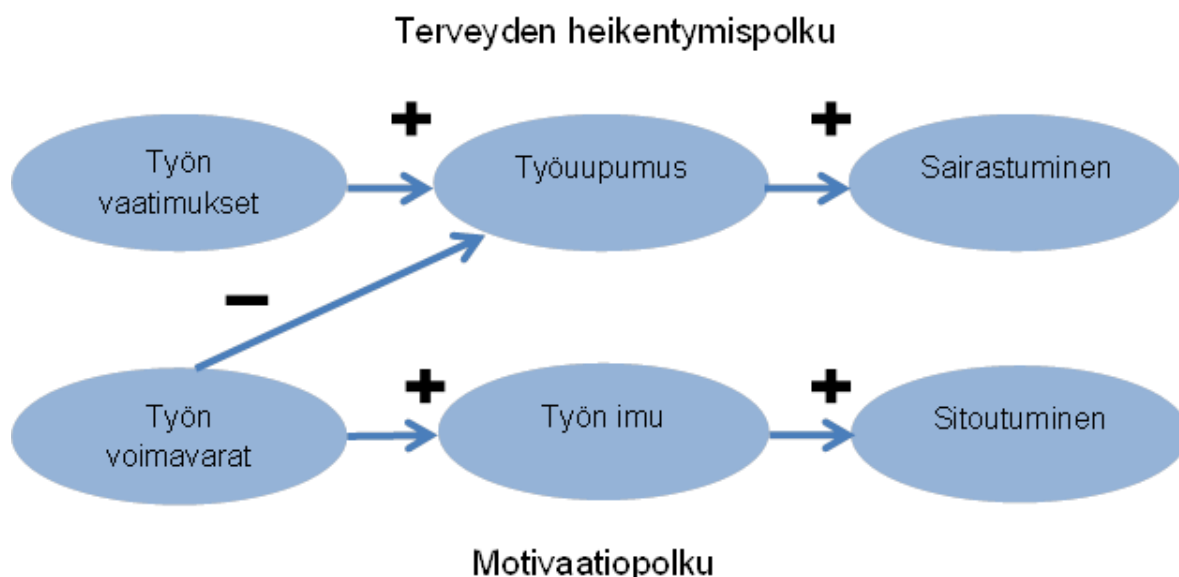 Terveyden heikentymispolku
+
+
Työn
vaatimukset
Työuupumus
Sairastuminen
−
+
+
Työn
voimavarat
Työn imu
Sitoutuminen
Motivaatiopolku